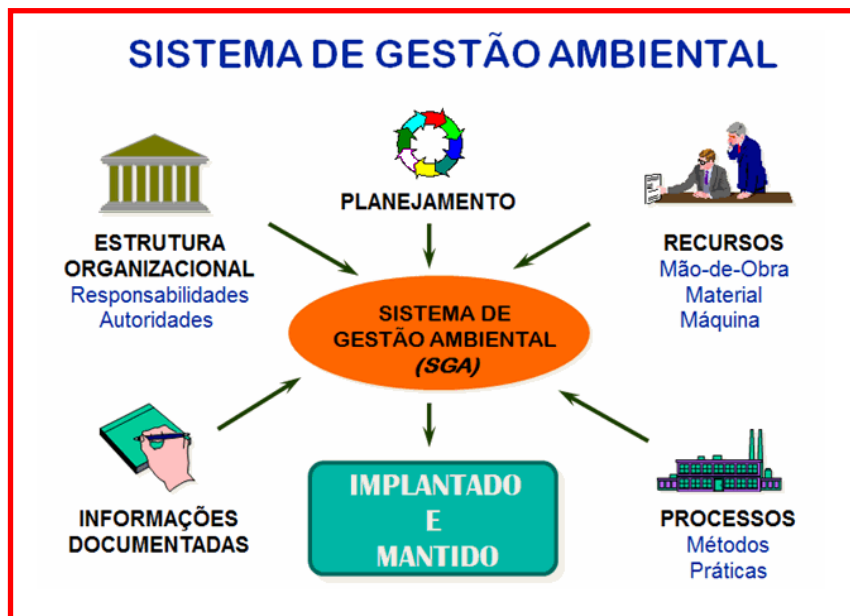 SISTEMA DE GESTÃO AMBIENTAL
PLANEJAMENTO
ESTRUTURA
ORGANIZACIONAL
Responsabilidades
Autoridades
RECURSOS
Mão-de-Obra
Material
Máquina
SISTEMA DE
GESTÃO AMBIENTAL
(SGA)
INFORMAÇÕES
DOCUMENTADAS
IMPLANTADO
E
MANTIDO
PROCESSOS
Métodos
Práticas